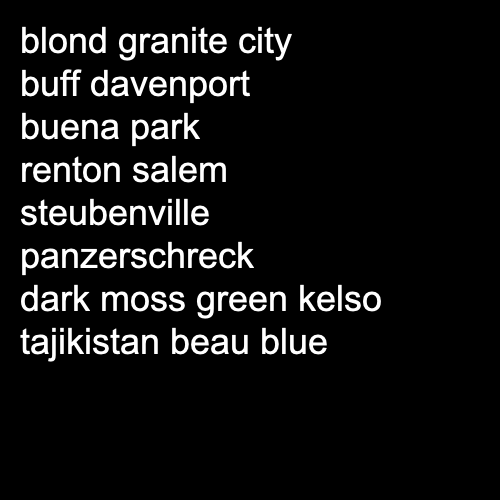 blond granite city
buff davenport
buena park
renton salem
steubenville
panzerschreck
dark moss green kelso
tajikistan beau blue